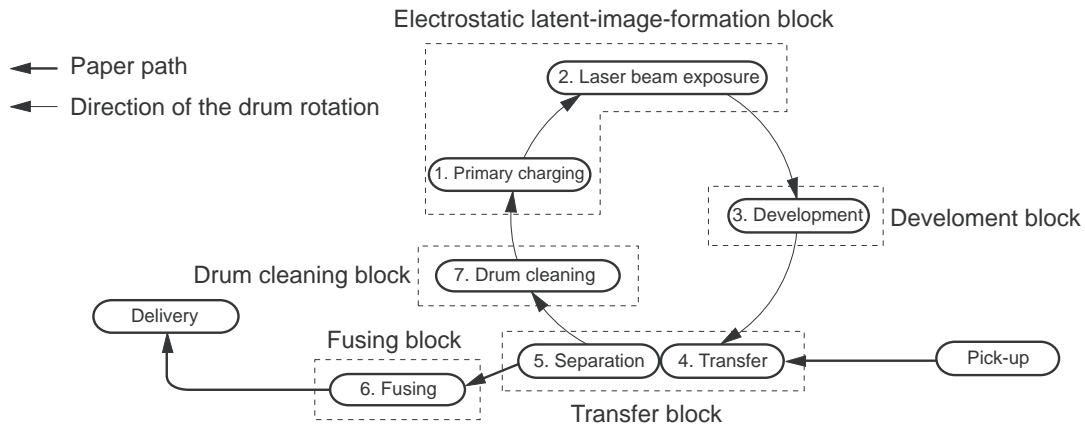 Electrostatic latent-image-formation block
Paper path
Direction of the drum rotation
2. Laser beam exposure
1. Primary charging
3. Development
Develoment block
Drum cleaning block
7. Drum cleaning
Delivery
Fusing block
5. Separation
4. Transfer
Pick-up
6. Fusing
Transfer block